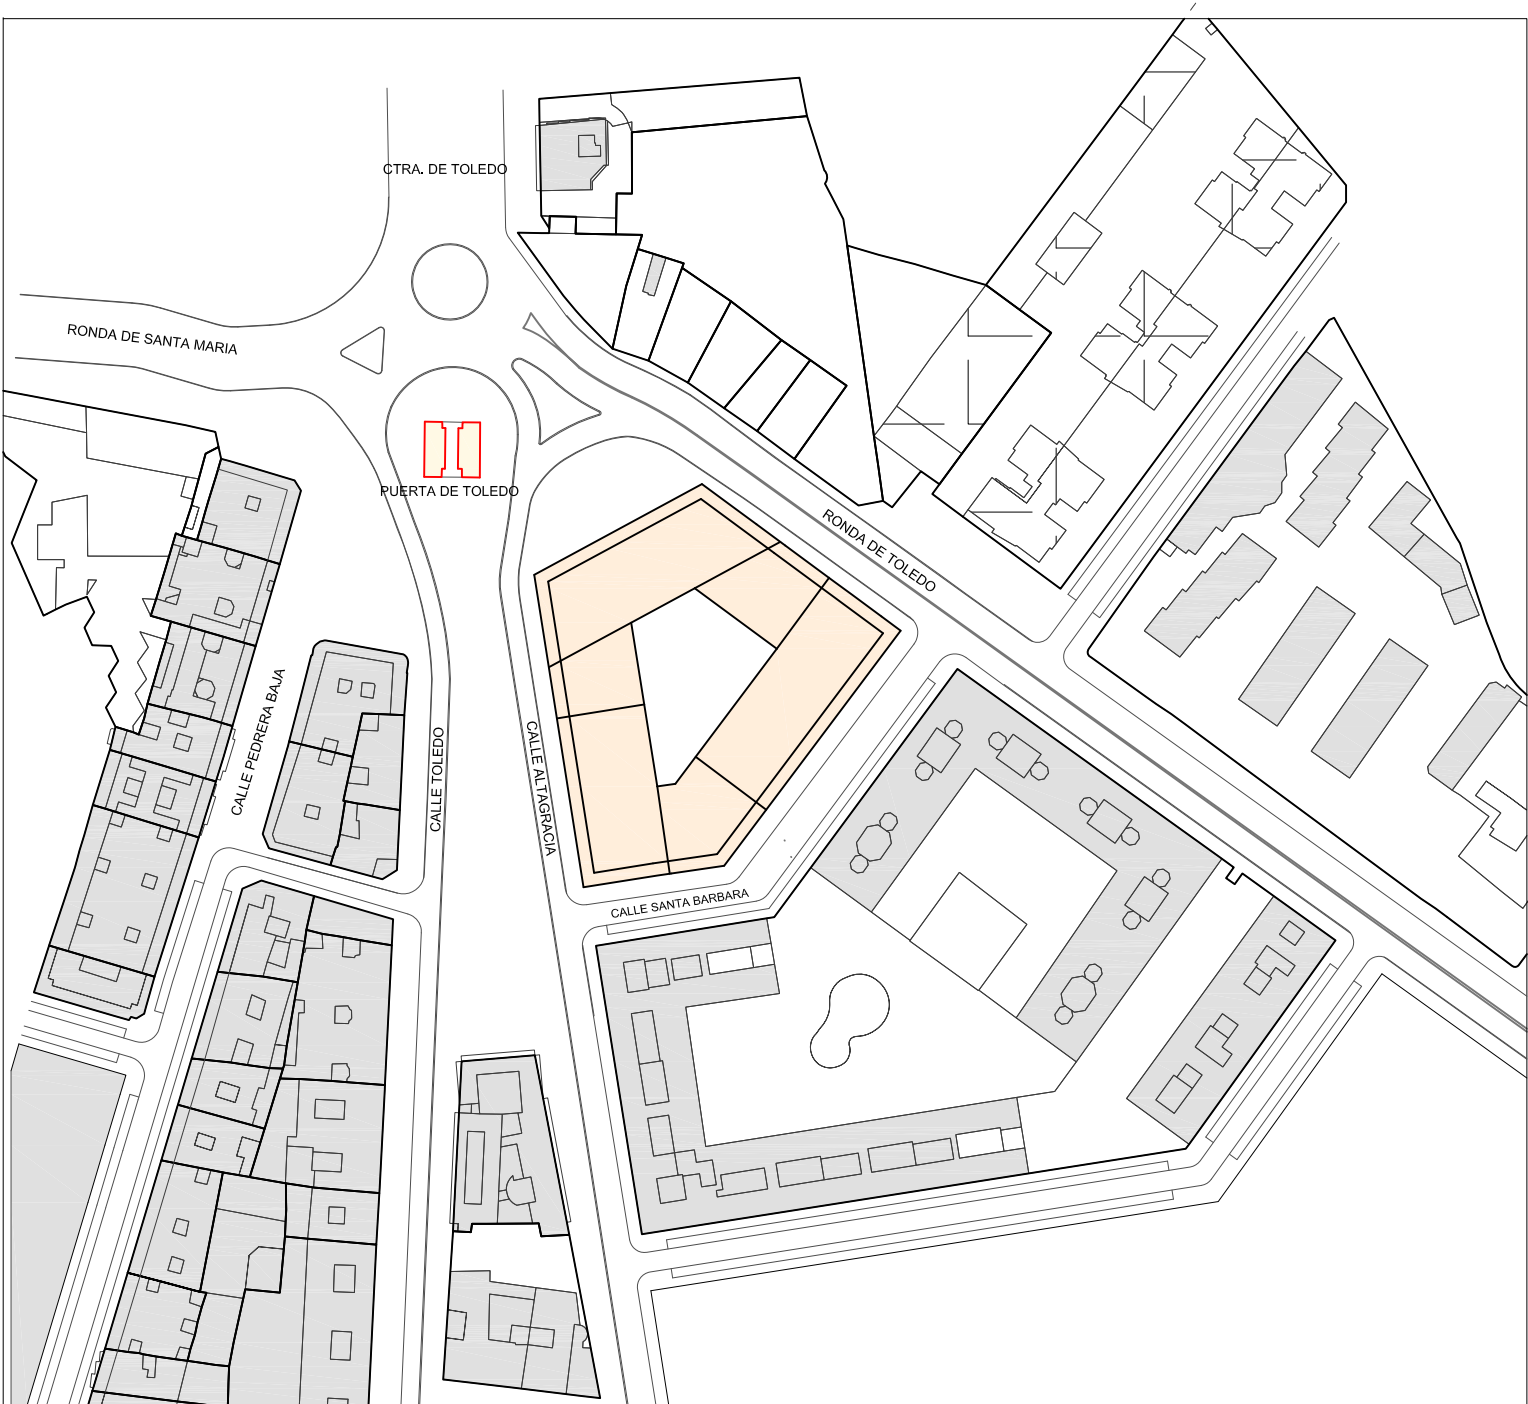 CTRA. DE TOLEDO
RONDA DE SANTA MARIA
PUERTA DE TOLEDO
RONDA DE TOLEDO
CALLE PEDRERA BAJA
CALLE TOLEDO
CALLE ALTAGRACIA
CALLE SANTA BARBARA